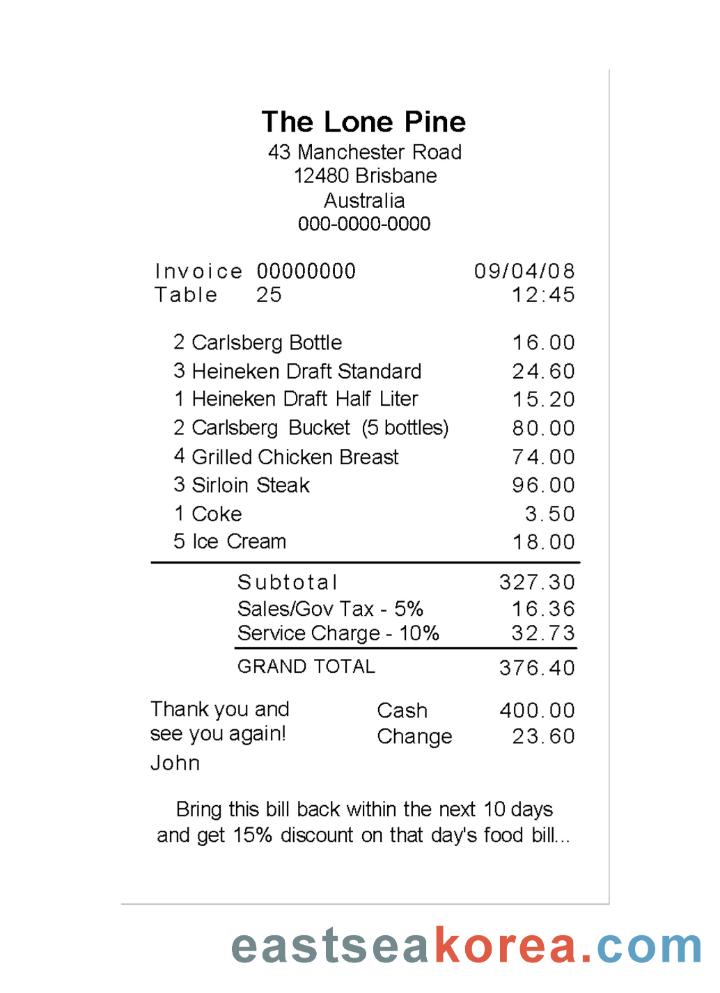 The Lone Pine
43 Manchester Road
12480 Brisbane
Australia
000-0000-0000
Invoice 00000000 09/04/08
Table 25 12:45
2 Carlsberg Bottle 16.00
3 Heineken Draft Standard 24.60
1 Heineken Draft Half Liter 15.20
2 Carlsberg Bucket (5 bottles) 80.00
4 Grilled Chicken Breast 74.00
3 Sirloin Steak 96.00
1 Coke 3.50
5 Ice Cream 18.00
Subtotal 327.30
Sales/Gov Tax - 5% 16.36
Service Charge - 10% 32.73
GRAND TOTAL 376.40
Thank you and Cash 400.00
see you again! Change 23.60
John
Bring this bill back within the next 10 days
and get 15% discount on that day's food bill...
eastseakorea.com